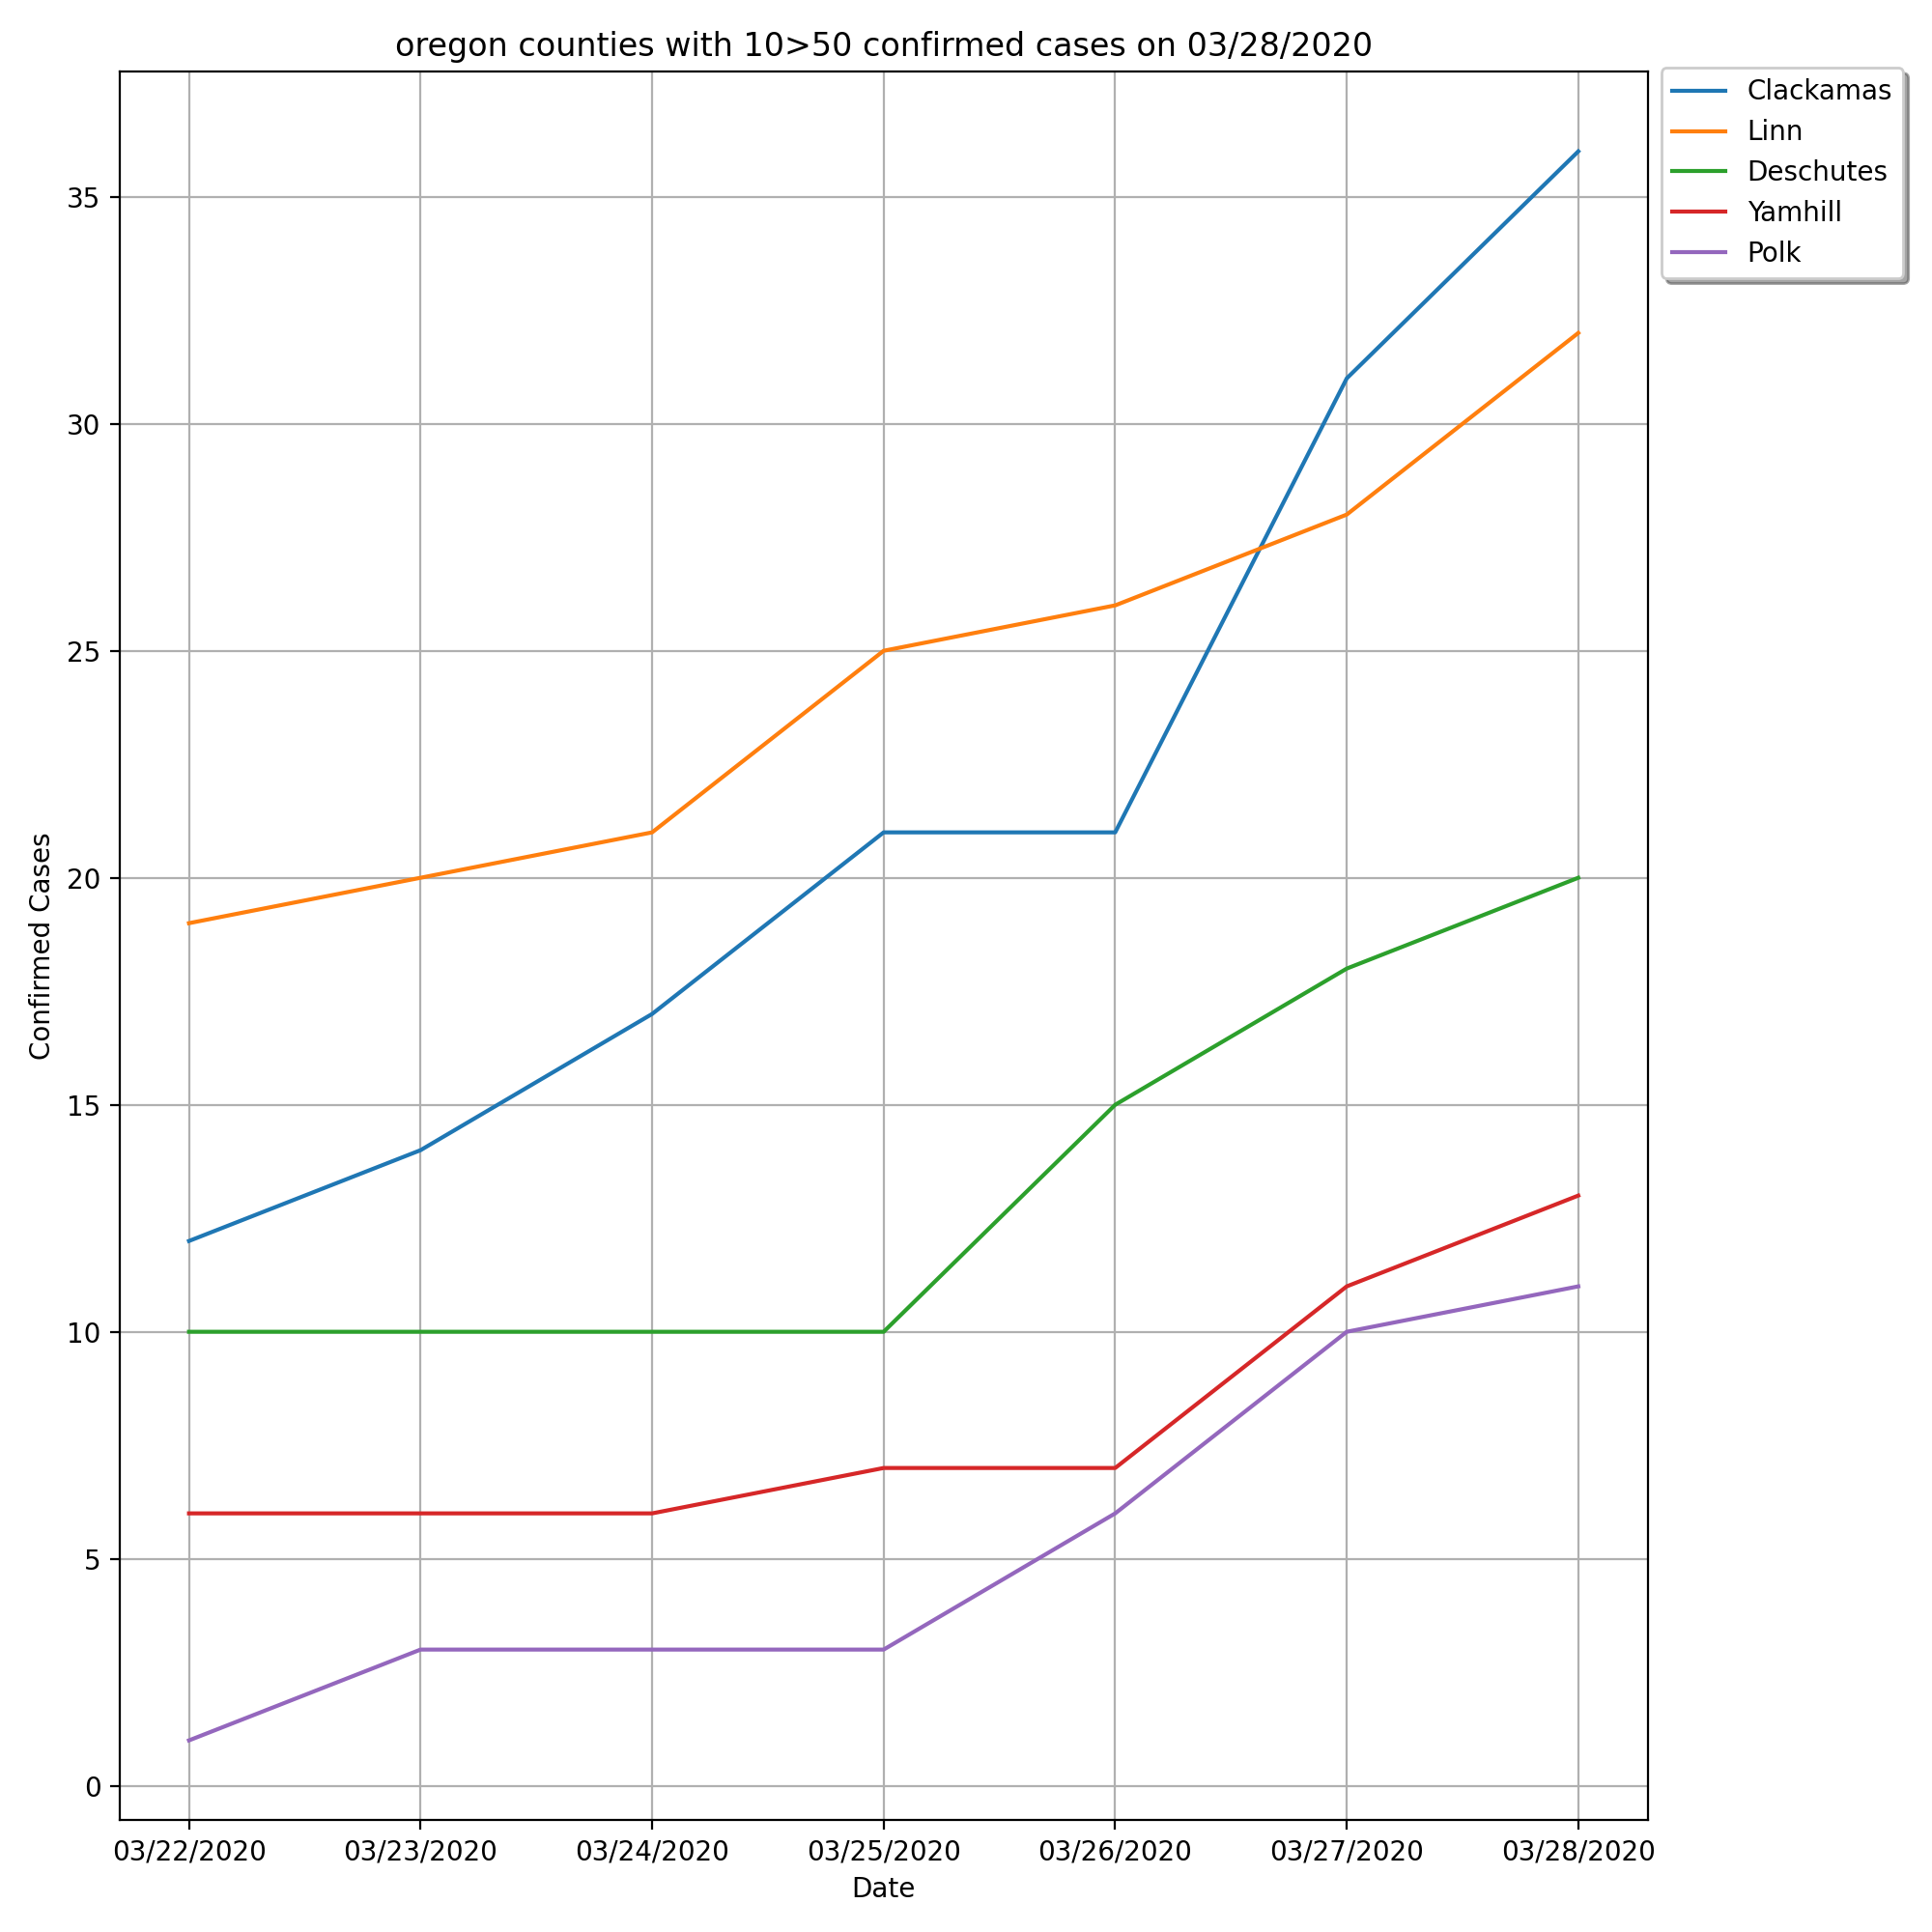 oregon counties with 10>50 confirmed cases on 03/28/2020
Clackamas
Linn
Deschutes
Yamhill
Polk
Confirmed Cases
35
30
25
20
15
10
5
0
03/22/2020 03/23/2020 03/24/2020 03/25/2020 03/26/2020 03/27/2020 03/28/2020
Date